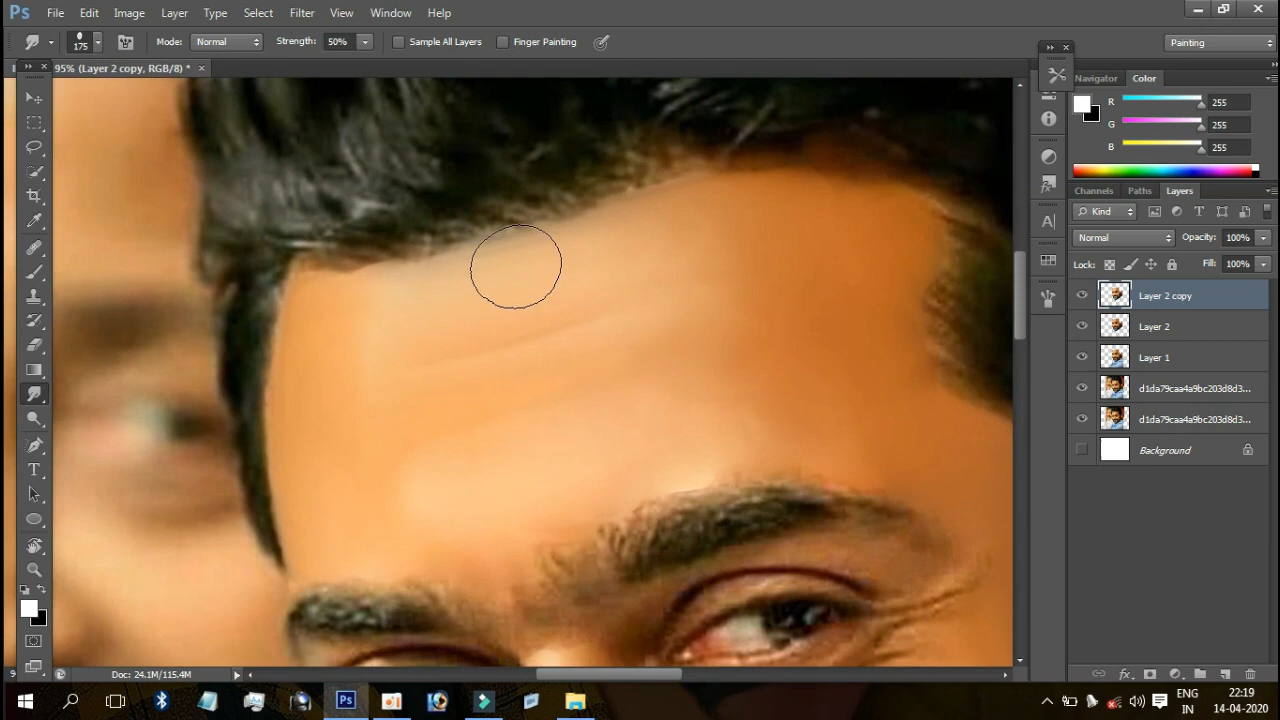 Ps File Edit Image Layer Type Select Filter View Window Help
175 Mode: Normal Strength: 50% Sample All Layers Finger Painting Painting
95% (Layer 2 copy, RGB/8) * ×
Navigator Color
R 255
G 255
B 255
Channels Paths Layers
Kind
Normal Opacity: 100%
Lock: Fill: 100%
Layer 2 copy
Layer 2
Layer 1
d1da79caa4a9bc203d8d3...
d1da79caa4a9bc203d8d3...
Background
Doc: 24.1M/115.4M
Ps
ENG 22:19
IN 14-04-2020